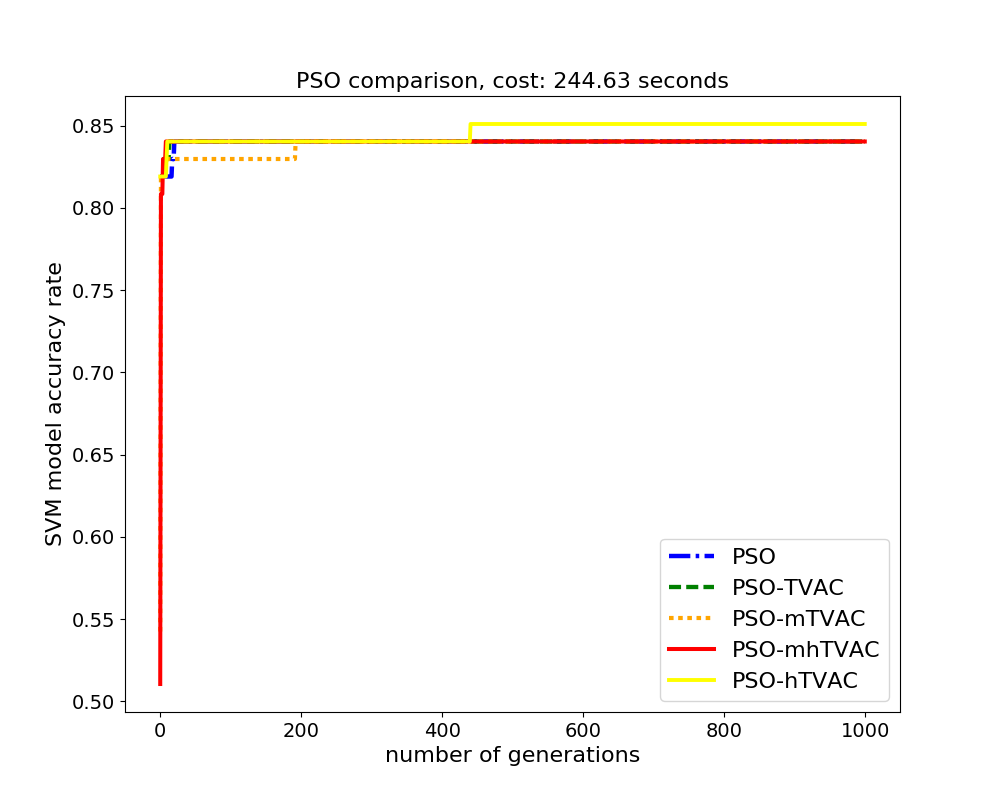 PSO comparison, cost: 244.63 seconds
SVM model accuracy rate
0.85
0.80
0.75
0.70
0.65
0.60
0.55
0.50
PSO
PSO-TVAC
PSO-mTVAC
PSO-mhTVAC
PSO-hTVAC
0 200 400 600 800 1000
number of generations